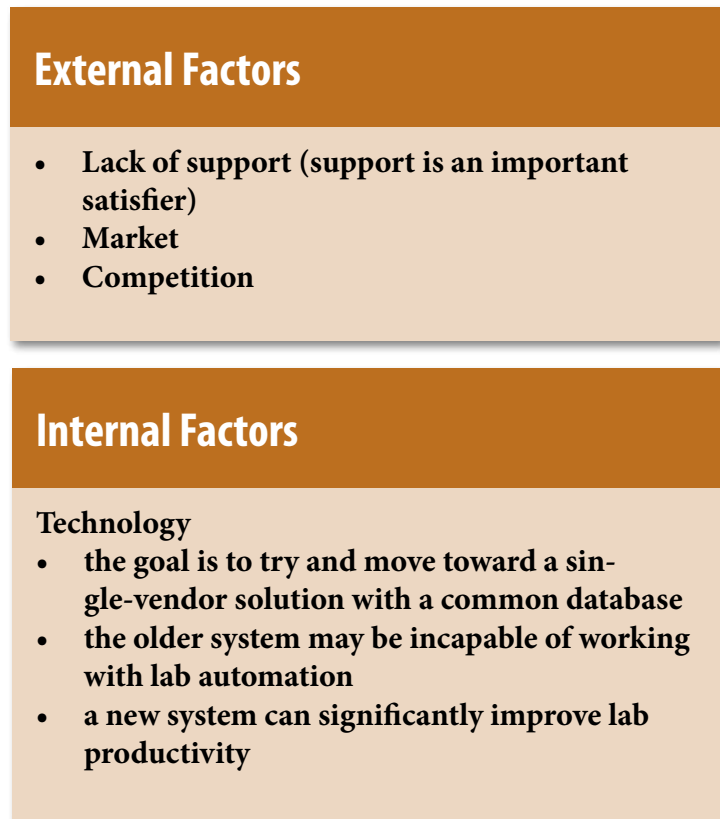 External Factors
• Lack of support (support is an important
satisfier)
• Market
• Competition
Internal Factors
Technology
• the goal is to try and move toward a sin-
gle-vendor solution with a common database
• the older system may be incapable of working
with lab automation
• a new system can significantly improve lab
productivity